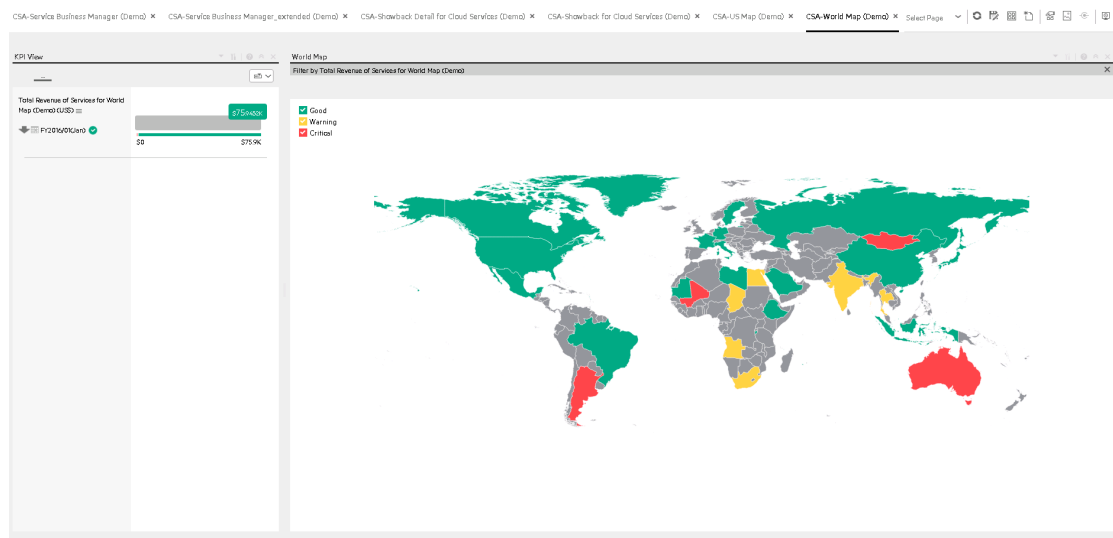 CSA-Service Business Manager (Demo) × CSA-Service Business Manager_extended (Demo) × CSA-Showback Detail for Cloud Services (Demo) × CSA-Showback for Cloud Services (Demo) × CSA-US Map (Demo) × CSA-World Map (Demo) × Select Page
KPI View
World Map
Filter by Total Revenue of Services for World Map (Demo)
Total Revenue of Services for World
Map (Demo) (US$)
FY2016/01(Jan)
$0
$75.9K
Good
Warning
Critical